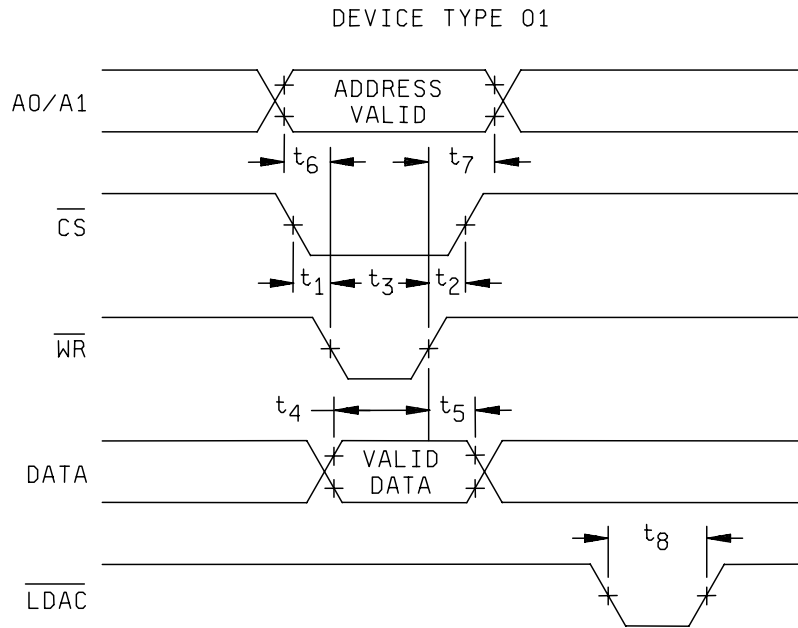 DEVICE TYPE 01
A0/A1
ADDRESS
VALID
t6
t7
CS
t1
t3
t2
WR
t4
t5
DATA
VALID
DATA
t8
LDAC